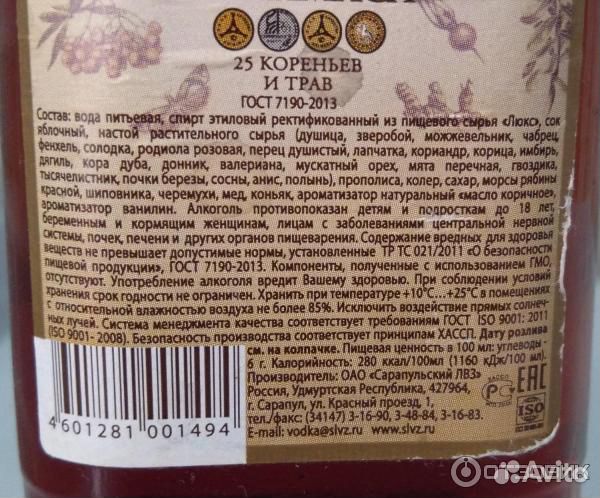 25 КОРЕНЬЕВ
И ТРАВ
ГОСТ 7190-2013
Состав: вода питьевая, спирт этиловый ректификованный из пищевого сырья «Люкс», сок
яблочный, настой растительного сырья (душица, зверобой, можжевельник, чабрец,
фенхель, солодка, родиола розовая, перец душистый, лапчатка, кориандр, корица, имбирь,
дягиль, кора дуба, донник, валериана, мускатный орех, мята перечная, гвоздика,
тысячелистник, почки березы, сосны, анис, полынь), прополиса, колер, сахар, морсы рябины
красной, шиповника, черемухи, мед, коньяк, ароматизатор натуральный «масло коричное»,
ароматизатор ванилин. Алкоголь противопоказан детям и подросткам до 18 лет,
беременным и кормящим женщинам, лицам с заболеваниями центральной нервной
системы, почек, печени и других органов пищеварения. Содержание вредных для здоровья
веществ не превышает допустимые нормы, установленные ТР ТС 021/2011 «О безопасности
пищевой продукции», ГОСТ 7190-2013. Компоненты, полученные с использованием ГМО,
отсутствуют. Употребление алкоголя вредит Вашему здоровью. При соблюдении условий
хранения срок годности не ограничен. Хранить при температуре +10°С...+25°С в помещениях
с относительной влажностью воздуха не более 85%. Исключить воздействие прямых солнеч-
ных лучей. Система менеджмента качества соответствует требованиям ГОСТ ISO 9001: 2011
(ISO 9001- 2008). Безопасность производства соответствует принципам ХАССП. Дату розлива
см. на колпачке. Пищевая ценность в 100 мл: углеводы -
6 г. Калорийность: 280 ккал/100мл (1160 кДж/100 мл).
Производитель: ОАО «Сарапульский ЛВЗ»
Россия, Удмуртская Республика, 427964,
г. Сарапул, ул. Красный проезд, 1,
тел./факс: (34147) 3-16-90, 3-48-84, 3-16-83.
E-mail: vodka@slvz.ru www.slvz.ru
4601281 001494
EAC
ISO
Avito